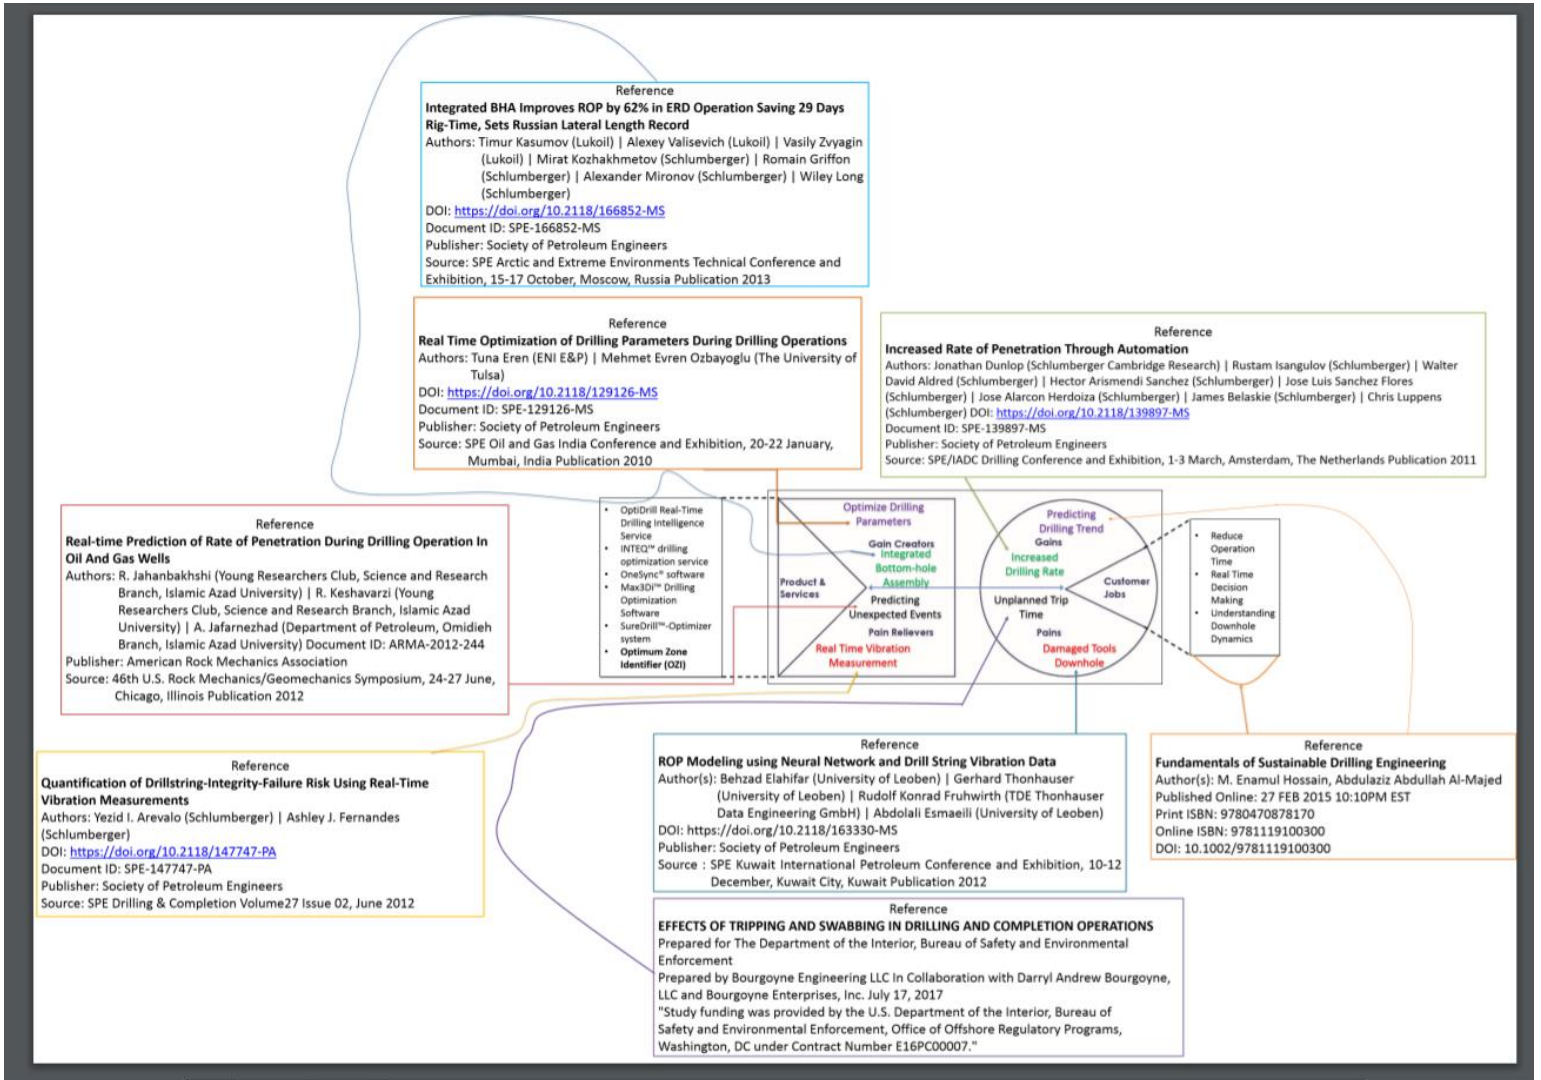 Reference
Integrated BHA Improves ROP by 62% in ERD Operation Saving 29 Days
Rig-Time, Sets Russian Lateral Length Record
Authors: Timur Kasumov (Lukoil) | Alexey Valisevich (Lukoil) | Vasily Zvyagin
(Lukoil) | Mirat Kozhakhmetov (Schlumberger) | Romain Griffon
(Schlumberger) | Alexander Mironov (Schlumberger) | Wiley Long
(Schlumberger)
DOI: https://doi.org/10.2118/166852-MS
Document ID: SPE-166852-MS
Publisher: Society of Petroleum Engineers
Source: SPE Arctic and Extreme Environments Technical Conference and
Exhibition, 15-17 October, Moscow, Russia Publication 2013
Reference
Real Time Optimization of Drilling Parameters During Drilling Operations
Authors: Tuna Eren (ENI E&P) | Mehmet Evren Ozbayoglu (The University of
Tulsa)
DOI: https://doi.org/10.2118/129126-MS
Document ID: SPE-129126-MS
Publisher: Society of Petroleum Engineers
Source: SPE Oil and Gas India Conference and Exhibition, 20-22 January,
Mumbai, India Publication 2010
Reference
Increased Rate of Penetration Through Automation
Authors: Jonathan Dunlop (Schlumberger Cambridge Research) | Rustam Isangulov (Schlumberger) | Walter
David Aldred (Schlumberger) | Hector Arismendi Sanchez (Schlumberger) | Jose Luis Sanchez Flores
(Schlumberger) | Jose Alarcon Herdoiza (Schlumberger) | James Belaskie (Schlumberger) | Chris Luppens
(Schlumberger) DOI: https://doi.org/10.2118/139897-MS
Document ID: SPE-139897-MS
Publisher: Society of Petroleum Engineers
Source: SPE/IADC Drilling Conference and Exhibition, 1-3 March, Amsterdam, The Netherlands Publication 2011
Reference
Real-time Prediction of Rate of Penetration During Drilling Operation In
Oil And Gas Wells
Authors: R. Jahanbakhshi (Young Researchers Club, Science and Research
Branch, Islamic Azad University) | R. Keshavarzi (Young
Researchers Club, Science and Research Branch, Islamic Azad
University) | A. Jafarnezhad (Department of Petroleum, Omidieh
Branch, Islamic Azad University) Document ID: ARMA-2012-244
Publisher: American Rock Mechanics Association
Source: 46th U.S. Rock Mechanics/Geomechanics Symposium, 24-27 June,
Chicago, Illinois Publication 2012
• OptiDrill Real-Time
Drilling Intelligence
Service
• INTEQ™ drilling
optimization service
• OneSync® software
• Max3Di™ Drilling
Optimization
Software
• SureDrill™-Optimizer
system
• Optimum Zone
Identifier (OZI)
Product &
Services
Optimize Drilling
Parameters
Gain Creators
Integrated
Bottom-hole
Assembly
Predicting
Unexpected Events
Pain Relievers
Real Time Vibration
Measurement
Predicting
Drilling Trend
Gains
Increased
Drilling Rate
Customer
Jobs
Unplanned Trip
Time
Pains
Damaged Tools
Downhole
• Reduce
Operation
Time
• Real Time
Decision
Making
• Understanding
Downhole
Dynamics
Reference
Quantification of Drillstring-Integrity-Failure Risk Using Real-Time
Vibration Measurements
Authors: Yezid I. Arevalo (Schlumberger) | Ashley J. Fernandes
(Schlumberger)
DOI: https://doi.org/10.2118/147747-PA
Document ID: SPE-147747-PA
Publisher: Society of Petroleum Engineers
Source: SPE Drilling & Completion Volume27 Issue 02, June 2012
Reference
ROP Modeling using Neural Network and Drill String Vibration Data
Author(s): Behzad Elahifar (University of Leoben) | Gerhard Thonhauser
(University of Leoben) | Rudolf Konrad Fruhwirth (TDE Thonhauser
Data Engineering GmbH) | Abdolali Esmaeili (University of Leoben)
DOI: https://doi.org/10.2118/163330-MS
Publisher: Society of Petroleum Engineers
Source : SPE Kuwait International Petroleum Conference and Exhibition, 10-12
December, Kuwait City, Kuwait Publication 2012
Reference
Fundamentals of Sustainable Drilling Engineering
Author(s): M. Enamul Hossain, Abdulaziz Abdullah Al-Majed
Published Online: 27 FEB 2015 10:10PM EST
Print ISBN: 9780470878170
Online ISBN: 9781119100300
DOI: 10.1002/9781119100300
Reference
EFFECTS OF TRIPPING AND SWABBING IN DRILLING AND COMPLETION OPERATIONS
Prepared for The Department of the Interior, Bureau of Safety and Environmental
Enforcement
Prepared by Bourgoyne Engineering LLC In Collaboration with Darryl Andrew Bourgoyne,
LLC and Bourgoyne Enterprises, Inc. July 17, 2017
"Study funding was provided by the U.S. Department of the Interior, Bureau of
Safety and Environmental Enforcement, Office of Offshore Regulatory Programs,
Washington, DC under Contract Number E16PC00007."